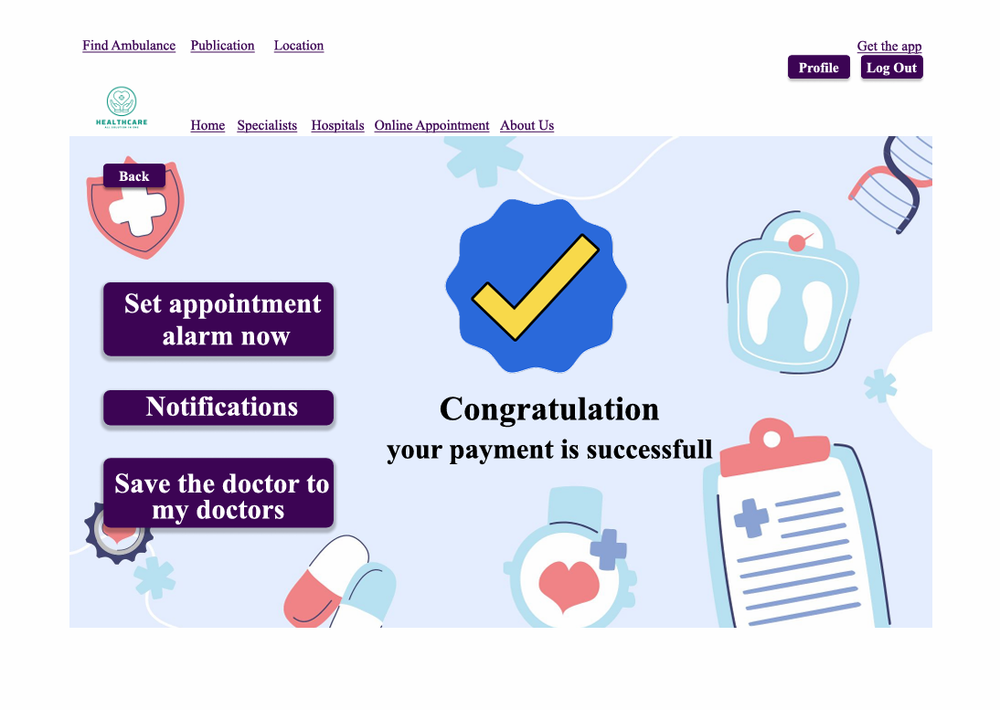 Find Ambulance Publication Location
Get the app
Profile Log Out
HEALTHCARE
Home Specialists Hospitals Online Appointment About Us
Back
Set appointment
alarm now
Notifications
Save the doctor to
my doctors
Congratulation
your payment is successfull